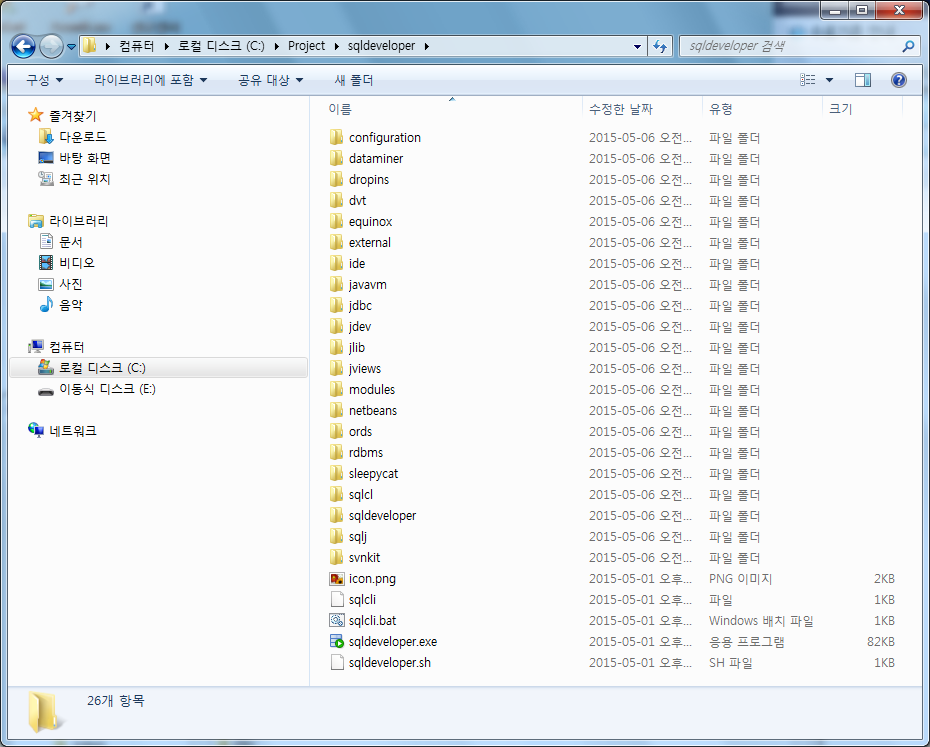 컴퓨터 로컬 디스크 (C:) Project sqldeveloper
sqldeveloper 검색
구성 라이브러리에 포함 공유 대상 새 폴더
즐겨찾기
다운로드
바탕 화면
최근 위치
라이브러리
문서
비디오
사진
음악
컴퓨터
로컬 디스크 (C:)
이동식 디스크 (E:)
네트워크
이름 수정한 날짜 유형 크기
configuration 2015-05-06 오전... 파일 폴더
dataminer 2015-05-06 오전... 파일 폴더
dropins 2015-05-06 오전... 파일 폴더
dvt 2015-05-06 오전... 파일 폴더
equinox 2015-05-06 오전... 파일 폴더
external 2015-05-06 오전... 파일 폴더
ide 2015-05-06 오전... 파일 폴더
javavm 2015-05-06 오전... 파일 폴더
jdbc 2015-05-06 오전... 파일 폴더
jdev 2015-05-06 오전... 파일 폴더
jlib 2015-05-06 오전... 파일 폴더
jviews 2015-05-06 오전... 파일 폴더
modules 2015-05-06 오전... 파일 폴더
netbeans 2015-05-06 오전... 파일 폴더
ords 2015-05-06 오전... 파일 폴더
rdbms 2015-05-06 오전... 파일 폴더
sleepycat 2015-05-06 오전... 파일 폴더
sqlcl 2015-05-06 오전... 파일 폴더
sqldeveloper 2015-05-06 오전... 파일 폴더
sqlj 2015-05-06 오전... 파일 폴더
svnkit 2015-05-06 오전... 파일 폴더
icon.png 2015-05-01 오후... PNG 이미지 2KB
sqlcli 2015-05-01 오후... 파일 1KB
sqlcli.bat 2015-05-01 오후... Windows 배치 파일 1KB
sqldeveloper.exe 2015-05-01 오후... 응용 프로그램 82KB
sqldeveloper.sh 2015-05-01 오후... SH 파일 1KB
26개 항목